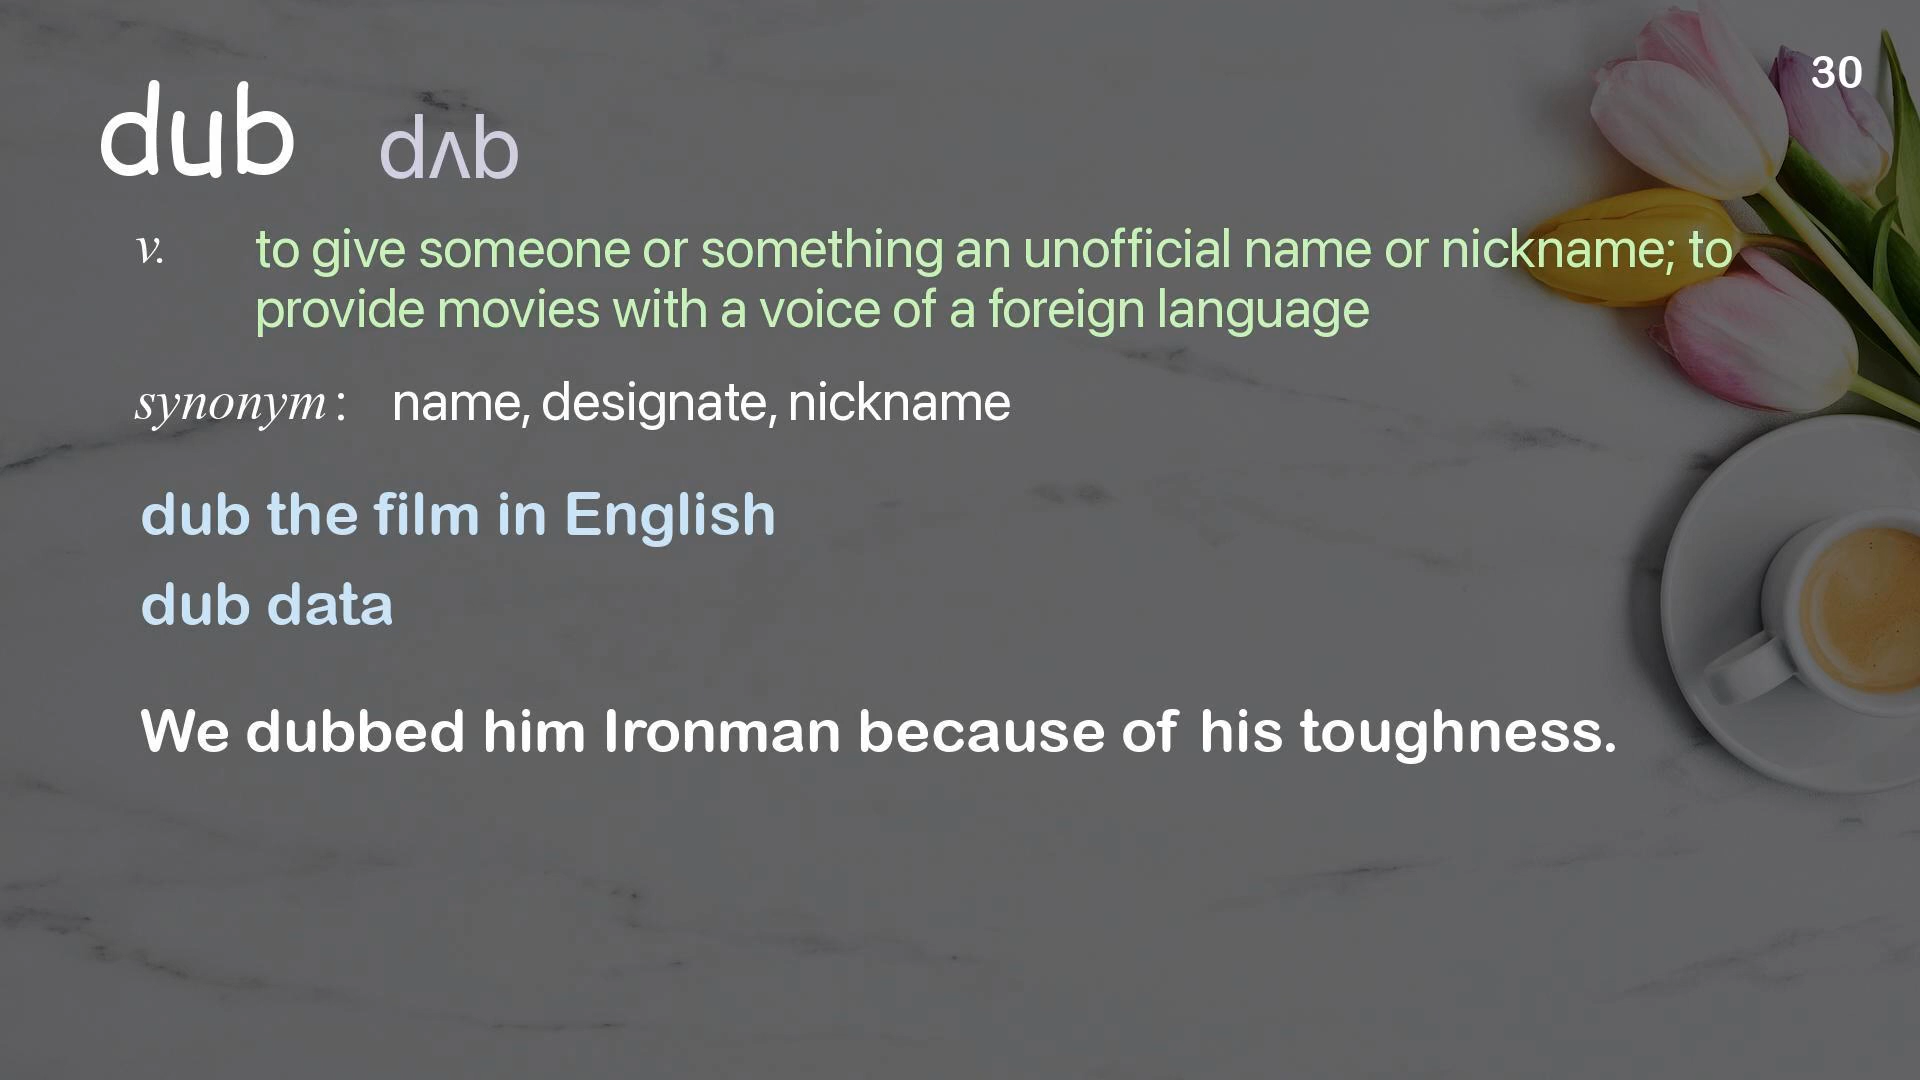 30
dub dʌb
v. to give someone or something an unofficial name or nickname; to
provide movies with a voice of a foreign language
synonym : name, designate, nickname
dub the film in English
dub data
We dubbed him Ironman because of his toughness.